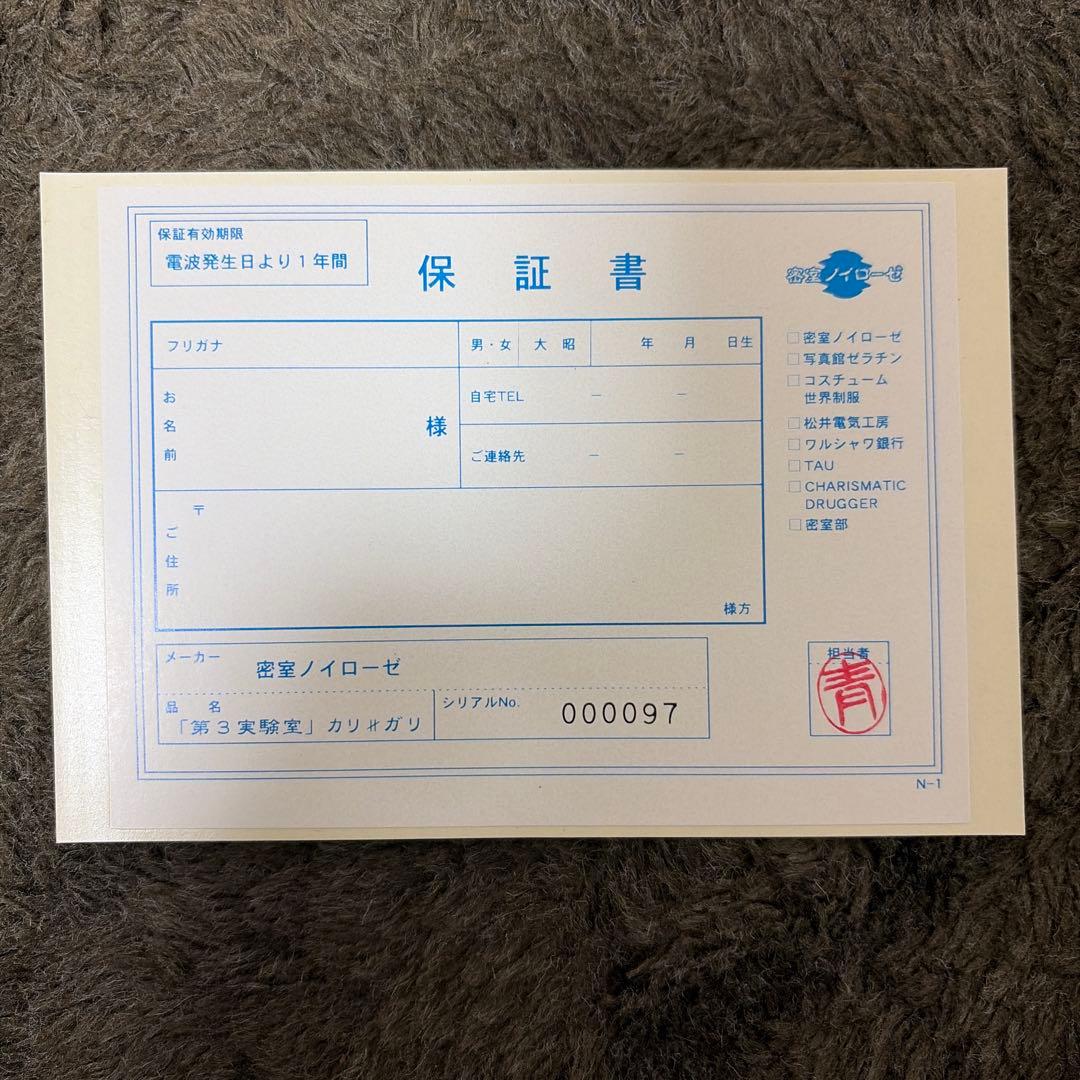 保証有効期限
電波発生日より1年間
保証書
密室ノイローゼ
フリガナ
男・女 大 昭 年 月 日生
お名前
様
自宅TEL － －
ご連絡先 － －
〒
ご住所
様方
□密室ノイローゼ
□写真館ゼラチン
□コスチューム
世界制服
□松井電気工房
□ワルシャワ銀行
□TAU
□CHARISMATIC
DRUGGER
□密室部
メーカー 密室ノイローゼ
品名
「第3実験室」カリ≠ガリ
シリアルNo. 000097
担当者
青
N-1